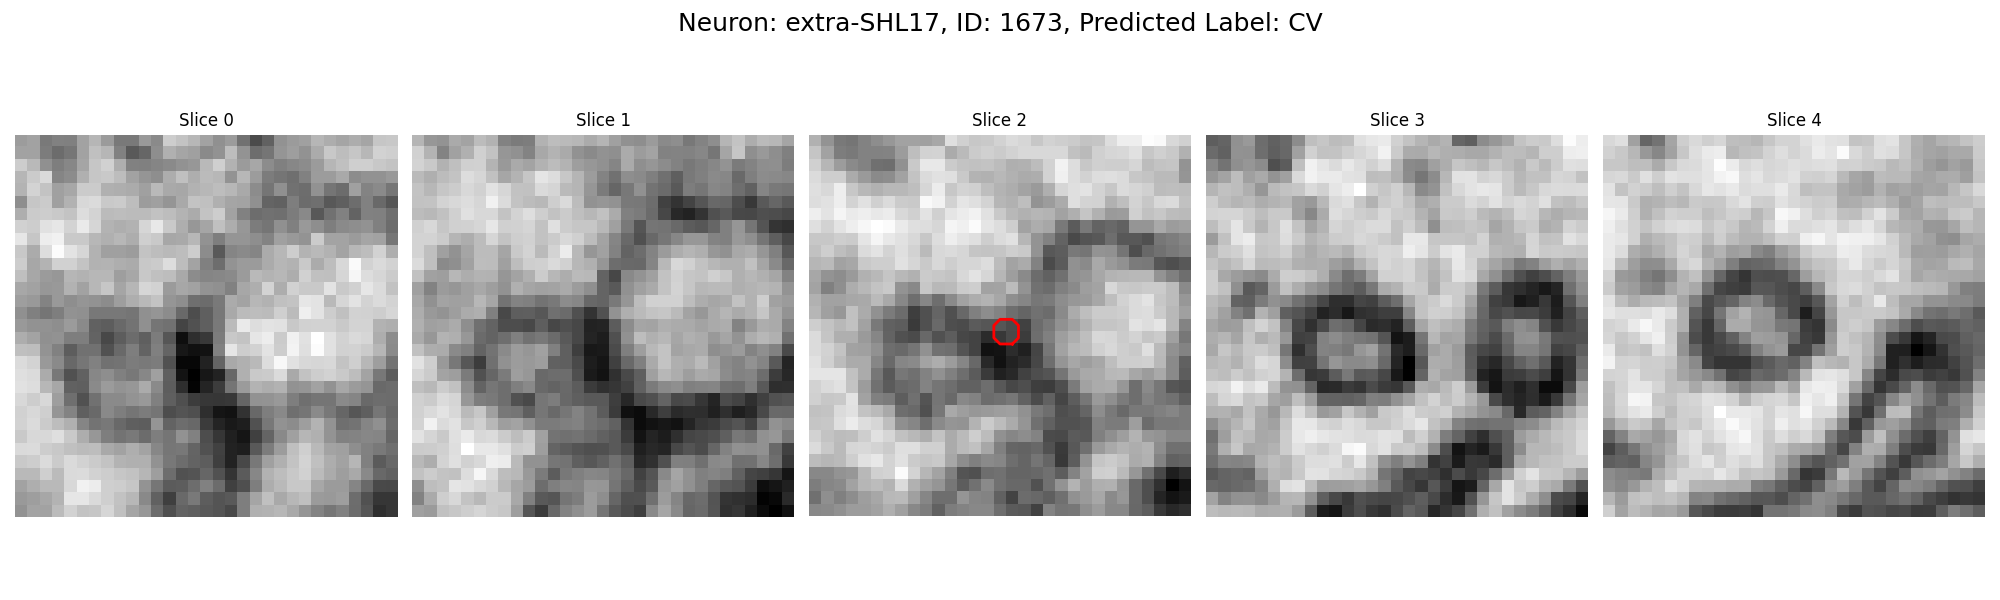 Neuron: extra-SHL17, ID: 1673, Predicted Label: CV
Slice 0
Slice 1
Slice 2
Slice 3
Slice 4